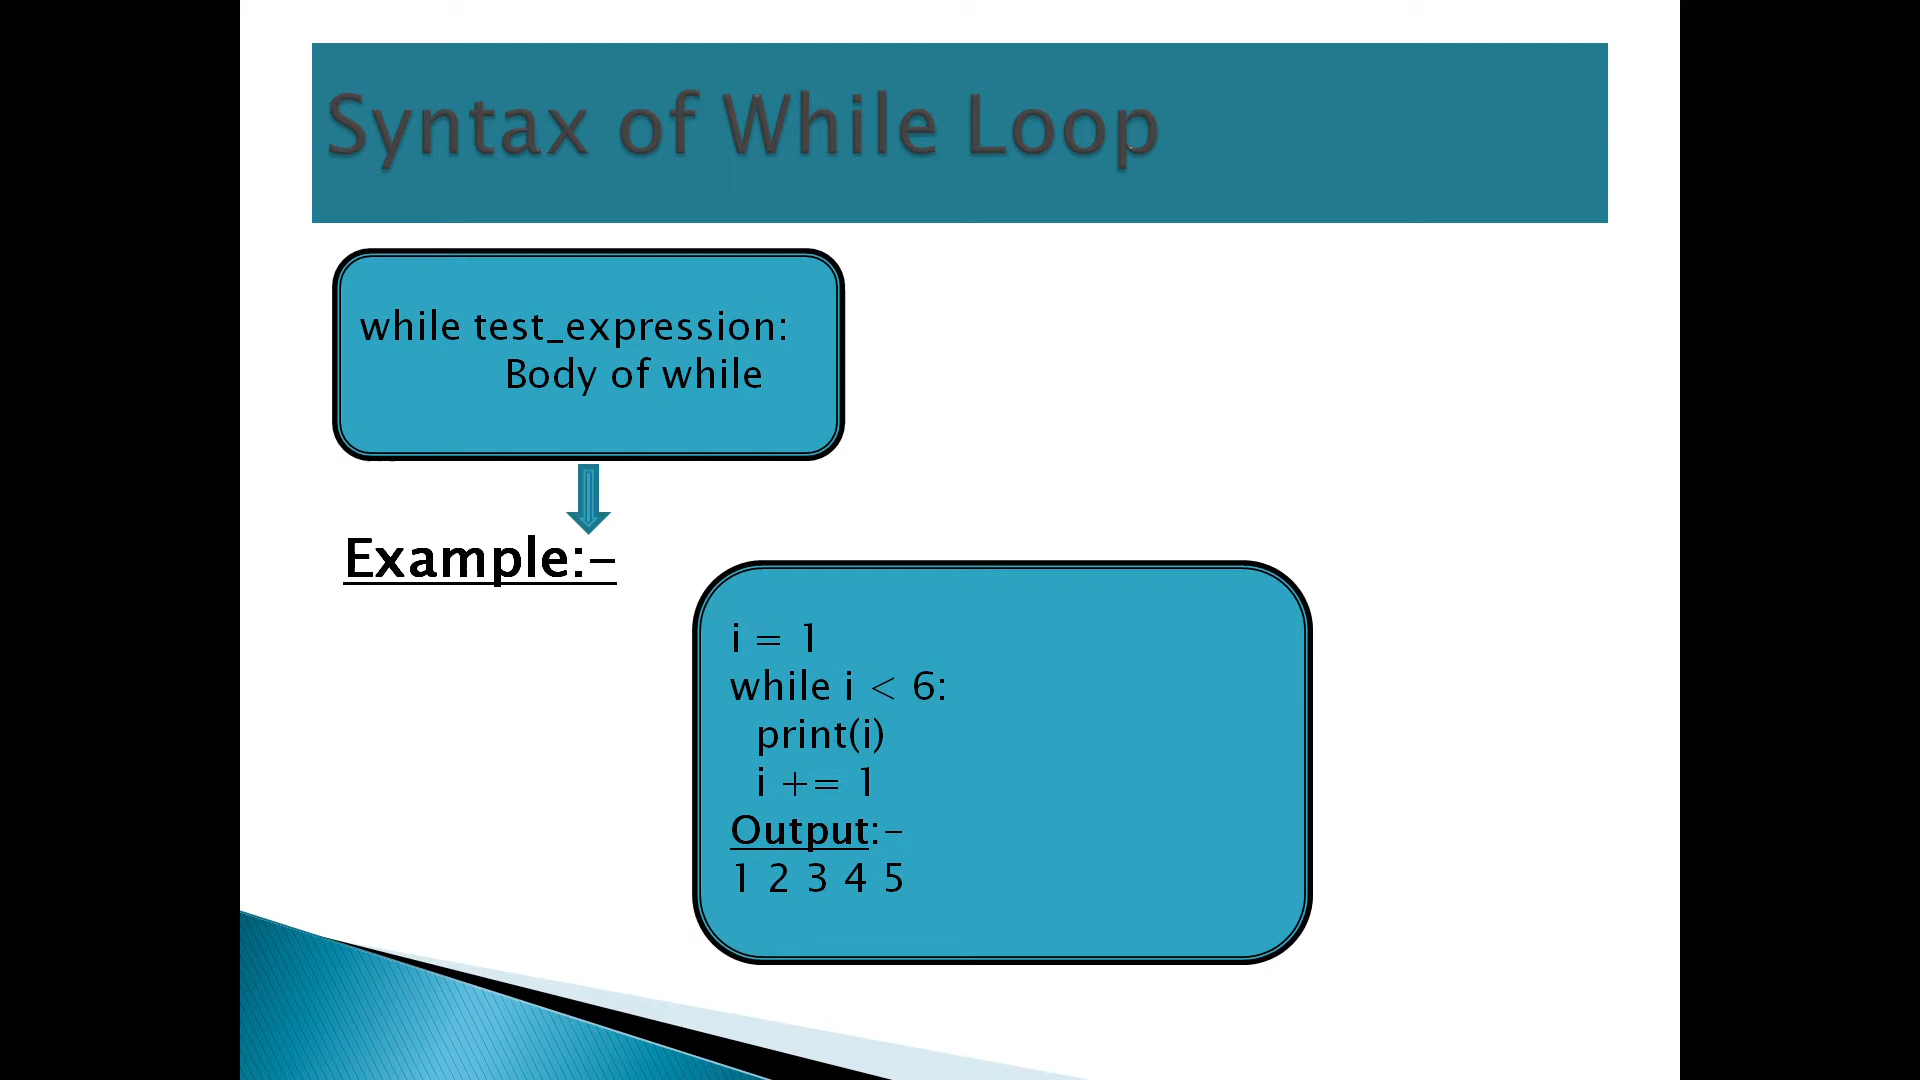 Syntax of While Loop
while test_expression:
Body of while
Example:-
i = 1
while i < 6:
print(i)
i += 1
Output:-
1 2 3 4 5